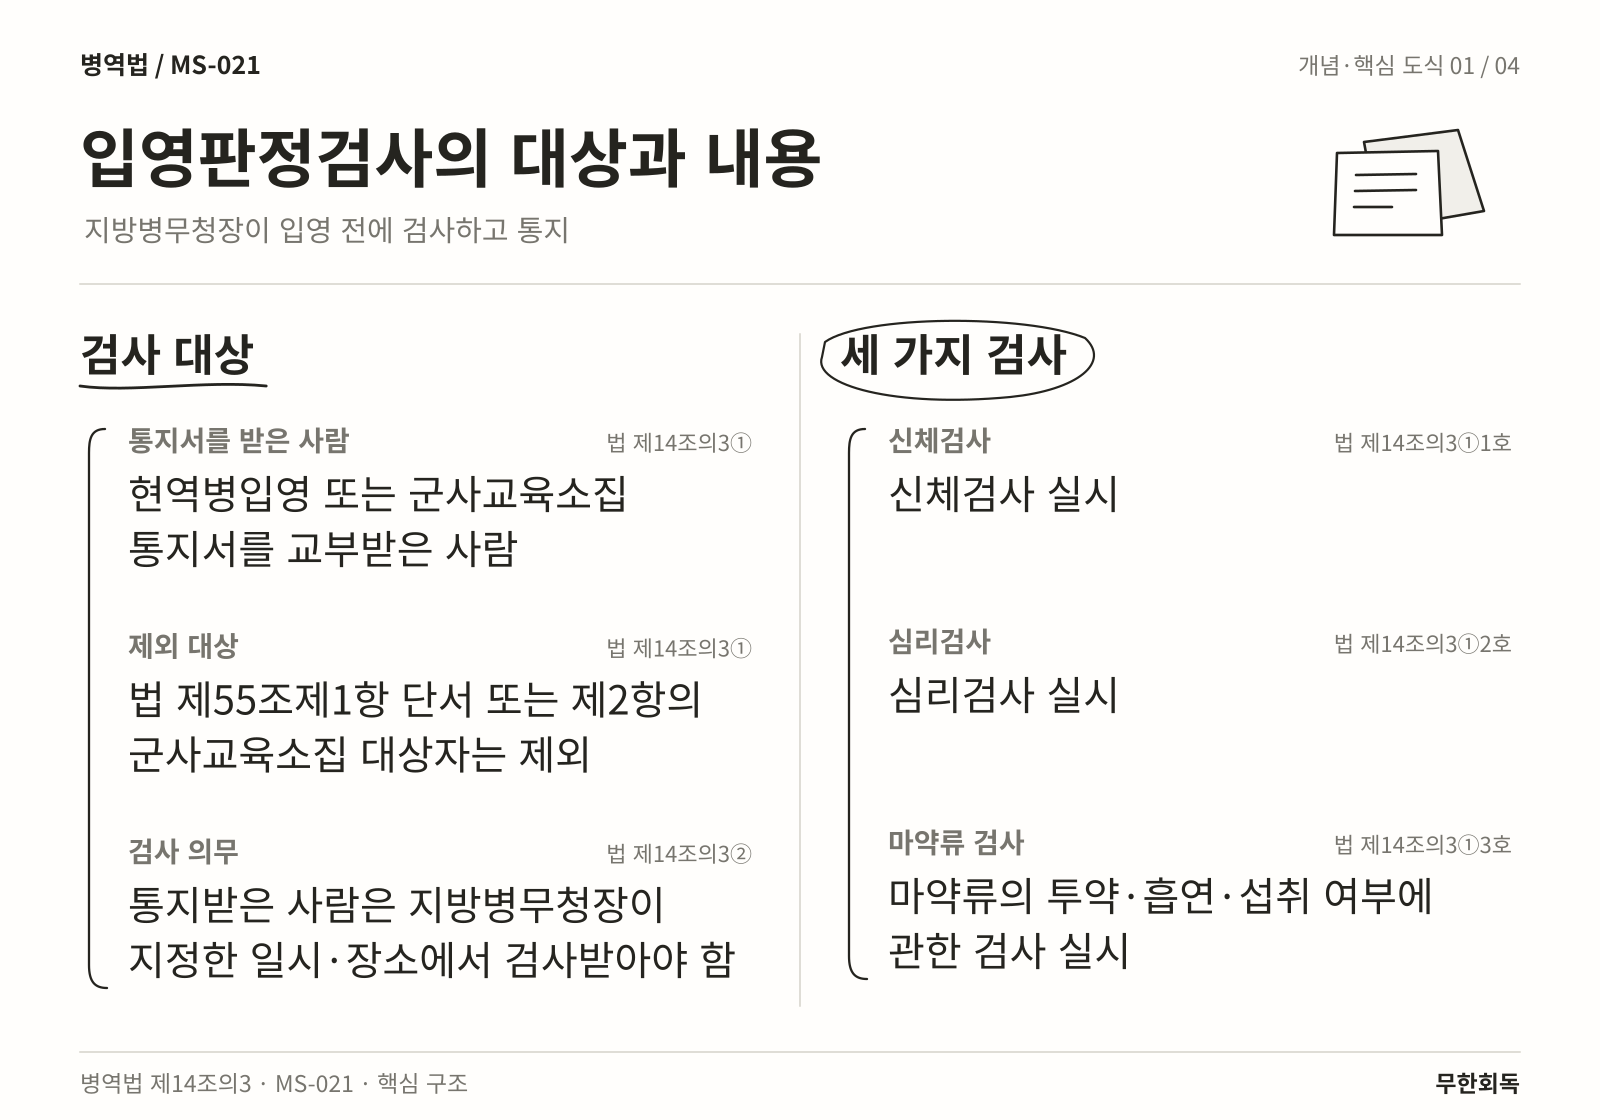 병역법 / MS-021
개념·핵심 도식 01 / 04
입영판정검사의 대상과 내용
지방병무청장이 입영 전에 검사하고 통지
검사 대상
통지서를 받은 사람
법 제14조의3①
현역병입영 또는 군사교육소집
통지서를 교부받은 사람
제외 대상
법 제14조의3①
법 제55조제1항 단서 또는 제2항의
군사교육소집 대상자는 제외
검사 의무
법 제14조의3②
통지받은 사람은 지방병무청장이
지정한 일시·장소에서 검사받아야 함
세 가지 검사
신체검사
법 제14조의3①1호
신체검사 실시
심리검사
법 제14조의3①2호
심리검사 실시
마약류 검사
법 제14조의3①3호
마약류의 투약·흡연·섭취 여부에
관한 검사 실시
병역법 제14조의3 · MS-021 · 핵심 구조
무한회독